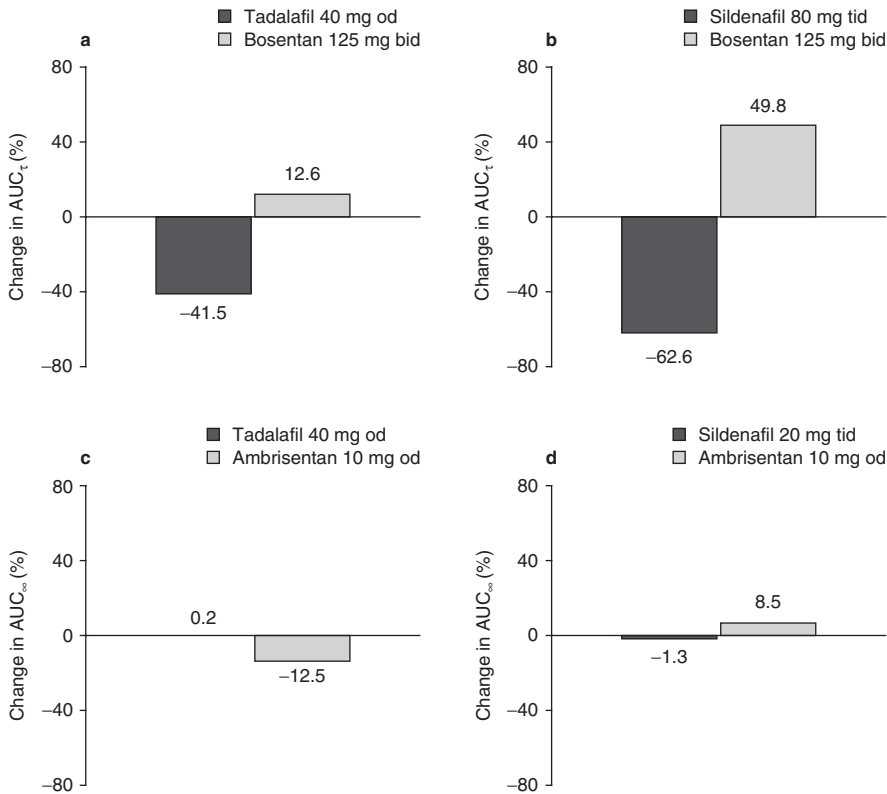 Tadalafil 40 mg od
Bosentan 125 mg bid
a
80
40
0
−40
−80
Change in AUCτ (%)
12.6
−41.5
Sildenafil 80 mg tid
Bosentan 125 mg bid
b
80
40
0
−40
−80
Change in AUCτ (%)
49.8
−62.6
Tadalafil 40 mg od
Ambrisentan 10 mg od
c
80
40
0
−40
−80
Change in AUC∞ (%)
0.2
−12.5
Sildenafil 20 mg tid
Ambrisentan 10 mg od
d
80
40
0
−40
−80
Change in AUC∞ (%)
8.5
−1.3